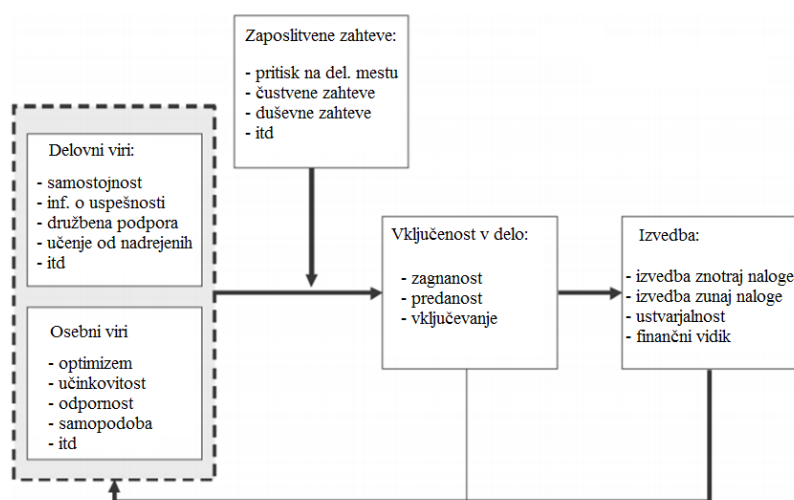 Zaposlitvene zahteve:
- pritisk na del. mestu
- čustvene zahteve
- duševne zahteve
- itd
Delovni viri:
- samostojnost
- inf. o uspešnosti
- družbena podpora
- učenje od nadrejenih
- itd
Osebni viri
- optimizem
- učinkovitost
- odpornost
- samopodoba
- itd
Vključenost v delo:
- zagnanost
- predanost
- vključevanje
Izvedba:
- izvedba znotraj naloge
- izvedba zunaj naloge
- ustvarjalnost
- finančni vidik